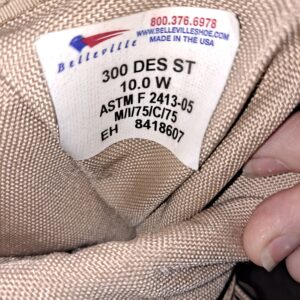 Belleville
800.376.6978
WWW.BELLEVILLESHOE.COM
MADE IN THE USA
300 DES ST
10.0 W
ASTM F 2413-05
M/I/75/C/75
EH 8418607